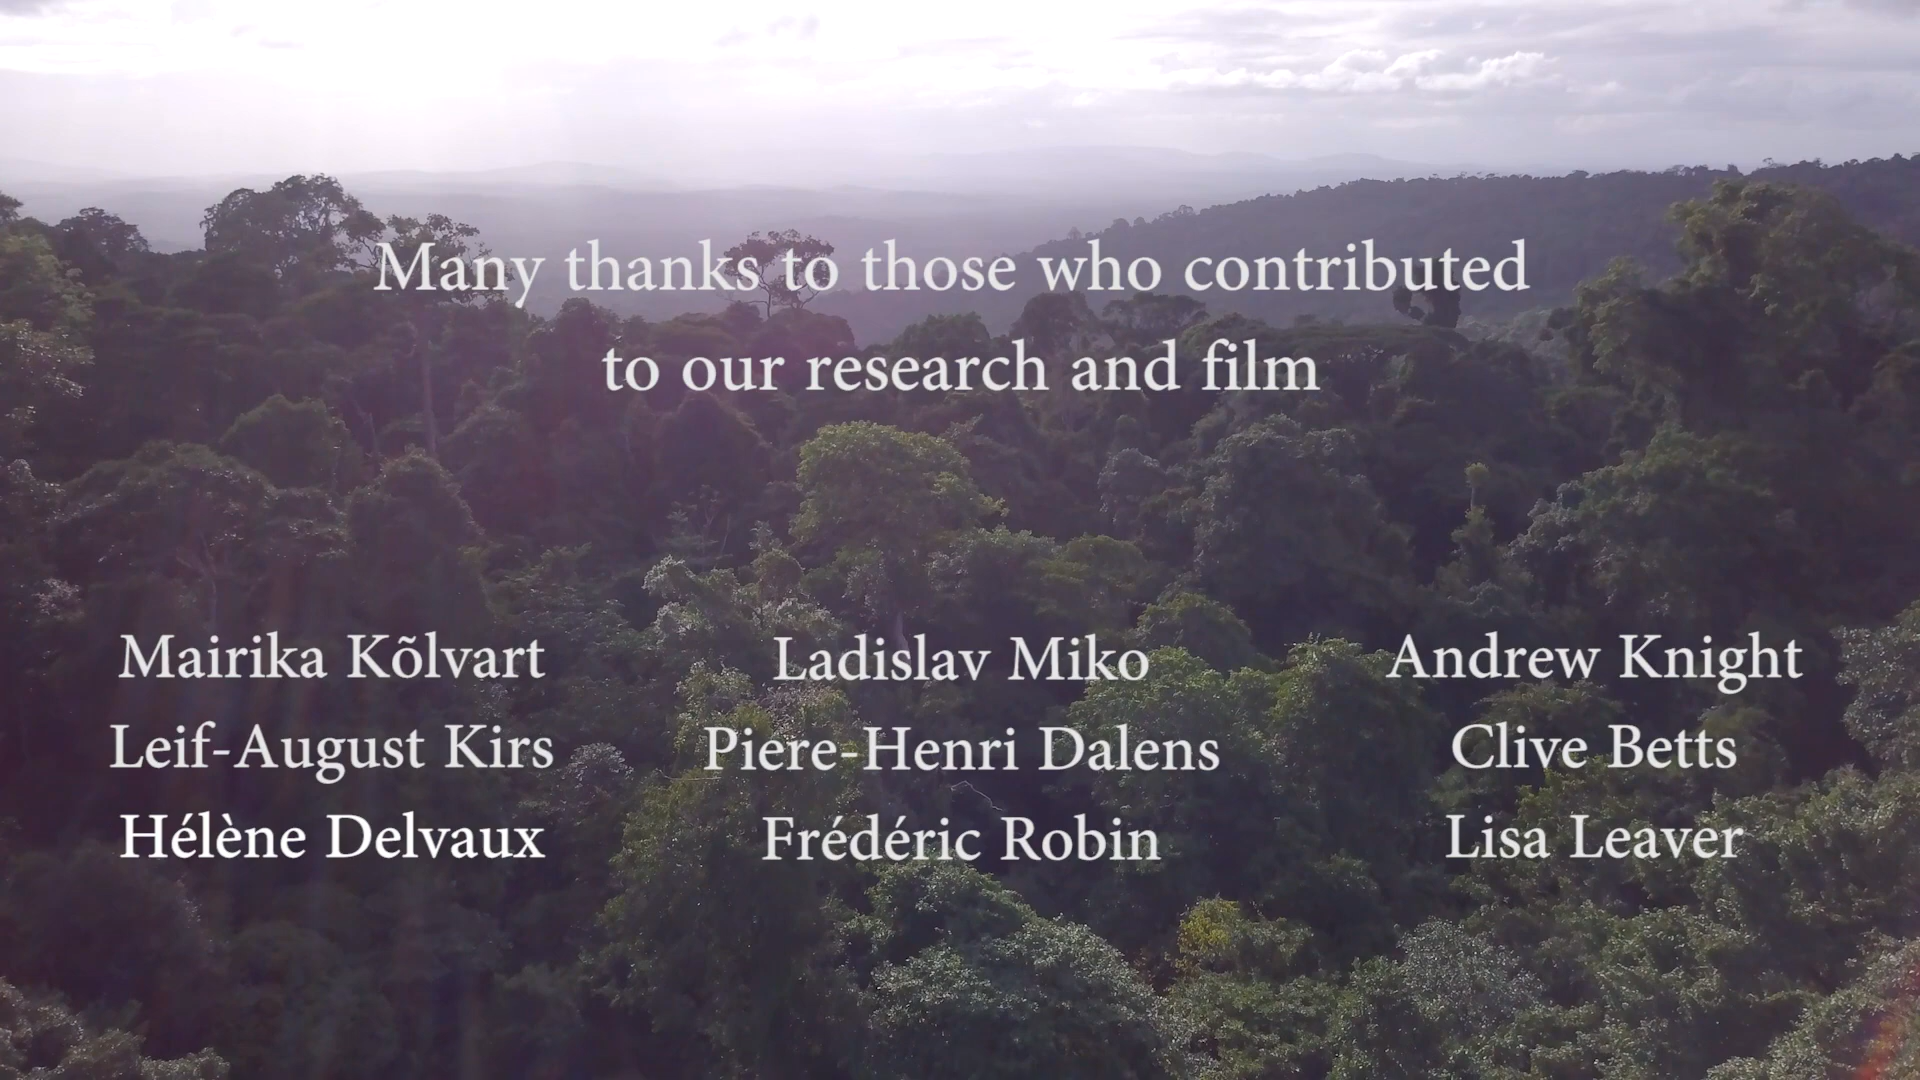 Many thanks to those who contributed
to our research and film
Mairika Kõlvart
Leif-August Kirs
Hélène Delvaux
Ladislav Miko
Piere-Henri Dalens
Frédéric Robin
Andrew Knight
Clive Betts
Lisa Leaver